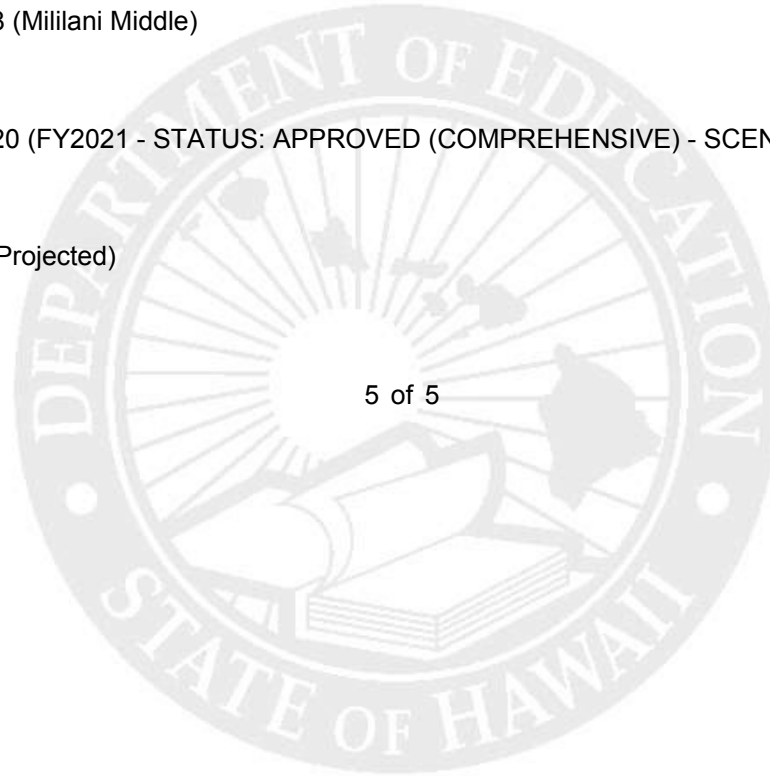 3 (Mililani Middle)
20 (FY2021 - STATUS: APPROVED (COMPREHENSIVE) - SCEN
Projected)
5 of 5
DEPARTMENT OF EDUCATION
STATE OF HAWAII